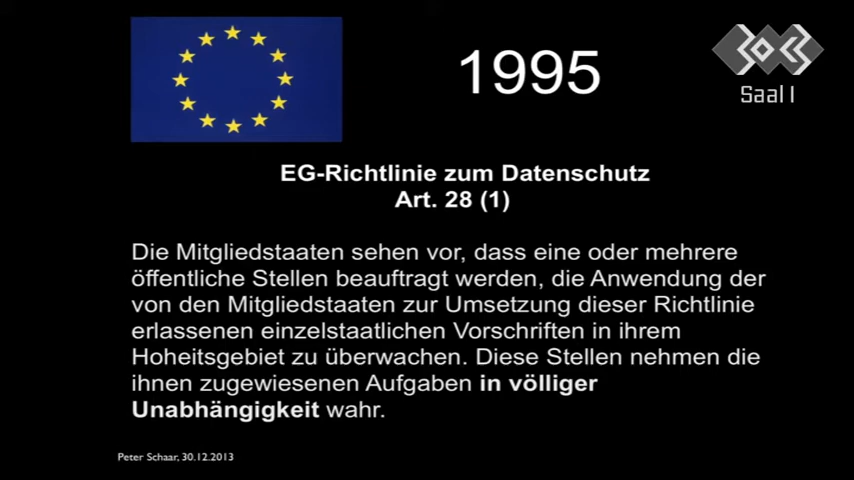 1995
30C3
Saal 1
EG-Richtlinie zum Datenschutz
Art. 28 (1)
Die Mitgliedstaaten sehen vor, dass eine oder mehrere
öffentliche Stellen beauftragt werden, die Anwendung der
von den Mitgliedstaaten zur Umsetzung dieser Richtlinie
erlassenen einzelstaatlichen Vorschriften in ihrem
Hoheitsgebiet zu überwachen. Diese Stellen nehmen die
ihnen zugewiesenen Aufgaben in völliger
Unabhängigkeit wahr.
Peter Schaar, 30.12.2013